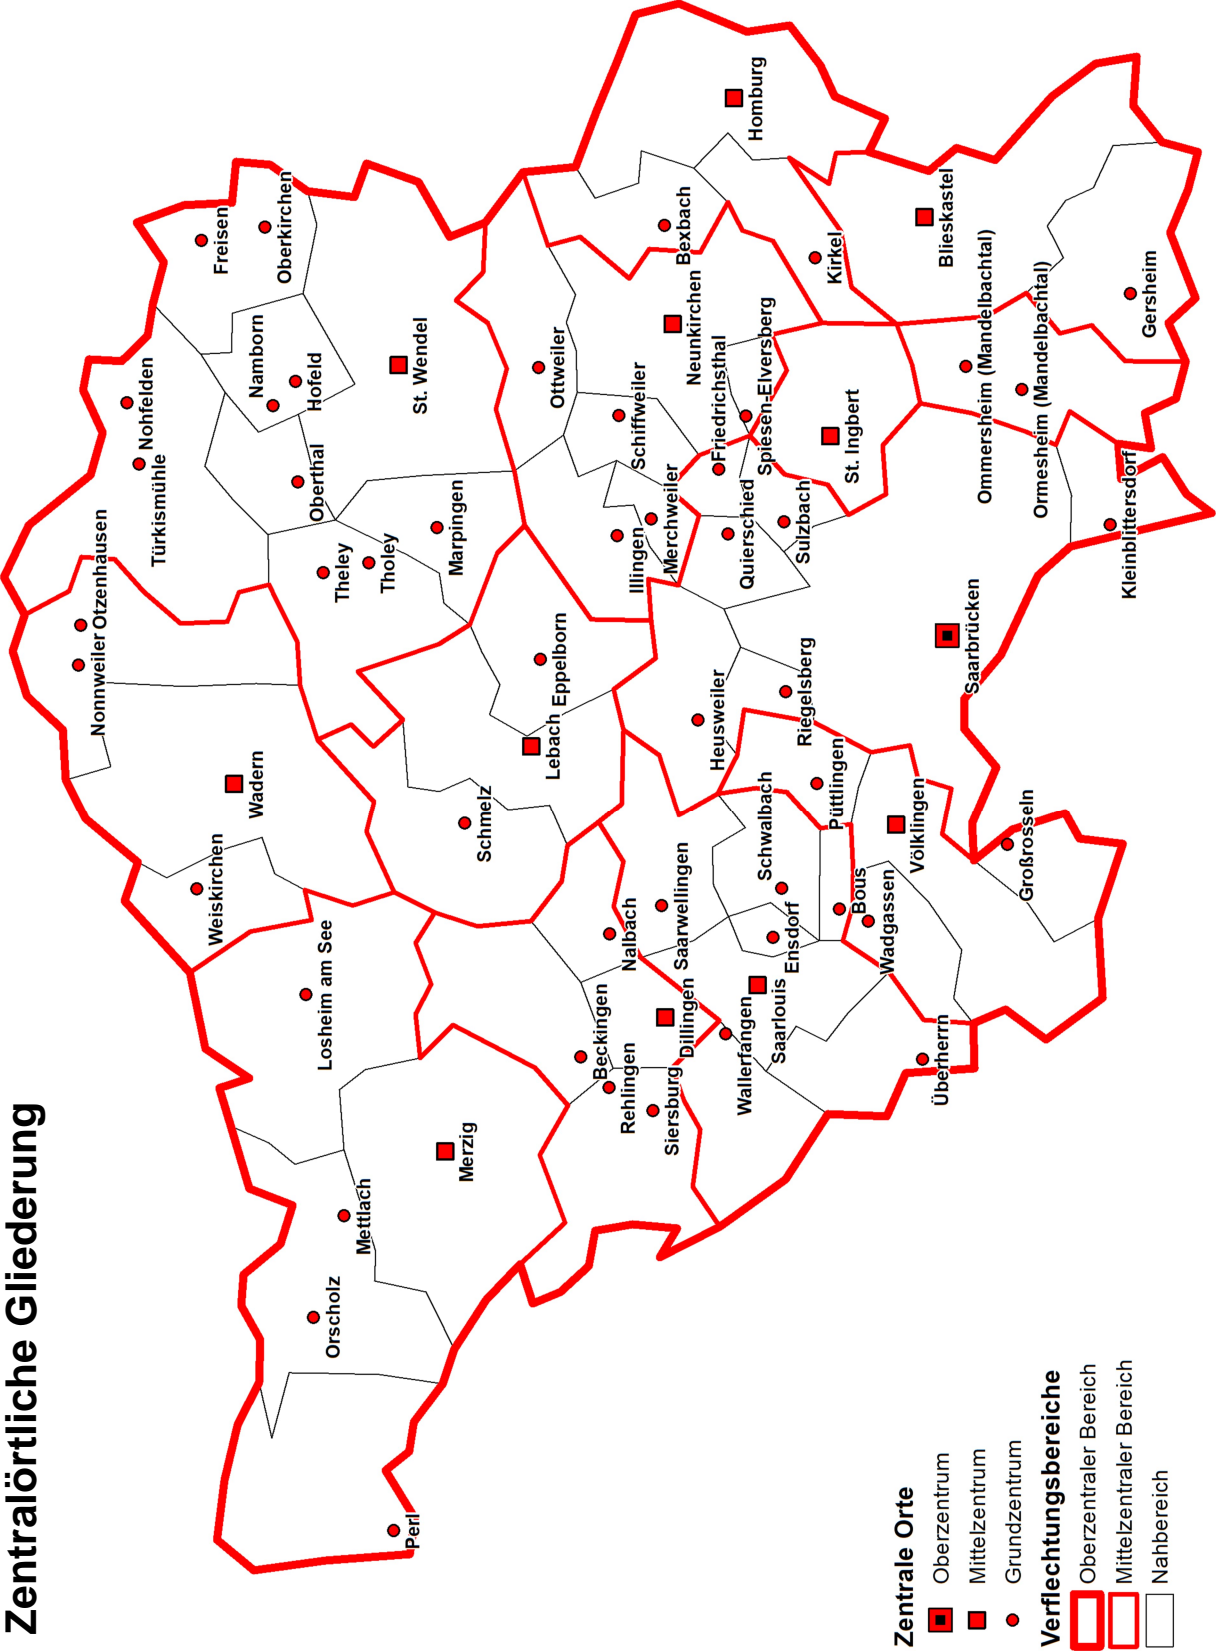 Zentralörtliche Gliederung
Nonnweiler
Otzenhausen
Türkismühle
Nohfelden
Freisen
Oberkirchen
Weiskirchen
Wadern
Namborn
Hofeld
Oberthal
Losheim am See
Theley
Tholey
Marpingen
St. Wendel
Orscholz
Mettlach
Perl
Merzig
Schmelz
Lebach
Eppelborn
Ottweiler
Beckingen
Rehlingen
Siersburg
Nalbach
Saarwellingen
Dillingen
Illingen
Merchweiler
Schiffweiler
Neunkirchen
Bexbach
Homburg
Heusweiler
Quierschied
Friedrichsthal
Spiesen-Elversberg
Wallerfangen
Saarlouis
Ensdorf
Schwalbach
Riegelsberg
Sulzbach
Kirkel
Püttlingen
Bous
Wadgassen
Völklingen
St. Ingbert
Blieskastel
Überherrn
Saarbrücken
Großrosseln
Ommersheim (Mandelbachtal)
Ormesheim (Mandelbachtal)
Kleinblittersdorf
Gersheim
Zentrale Orte
Oberzentrum
Mittelzentrum
Grundzentrum
Verflechtungsbereiche
Oberzentraler Bereich
Mittelzentraler Bereich
Nahbereich